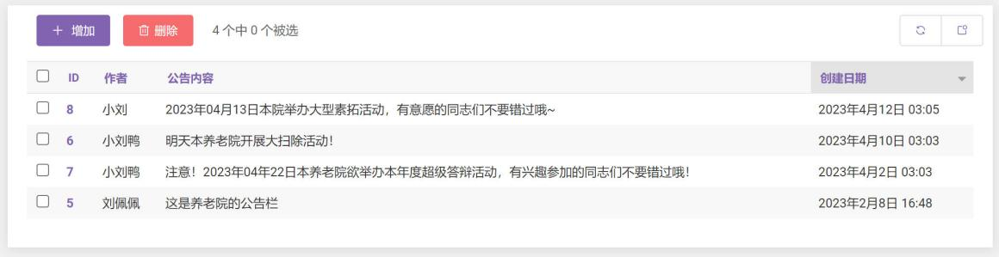 增加 删除 4 个中 0 个被选
ID 作者 公告内容 创建日期
8 小刘 2023年04月13日本院举办大型素拓活动，有意愿的同志们不要错过哦~ 2023年4月12日 03:05
6 小刘鸭 明天本养老院开展大扫除活动！ 2023年4月10日 03:03
7 小刘鸭 注意！2023年04年22日本养老院欲举办本年度超级答辩活动，有兴趣参加的同志们不要错过哦！ 2023年4月2日 03:03
5 刘佩佩 这是养老院的公告栏 2023年2月8日 16:48